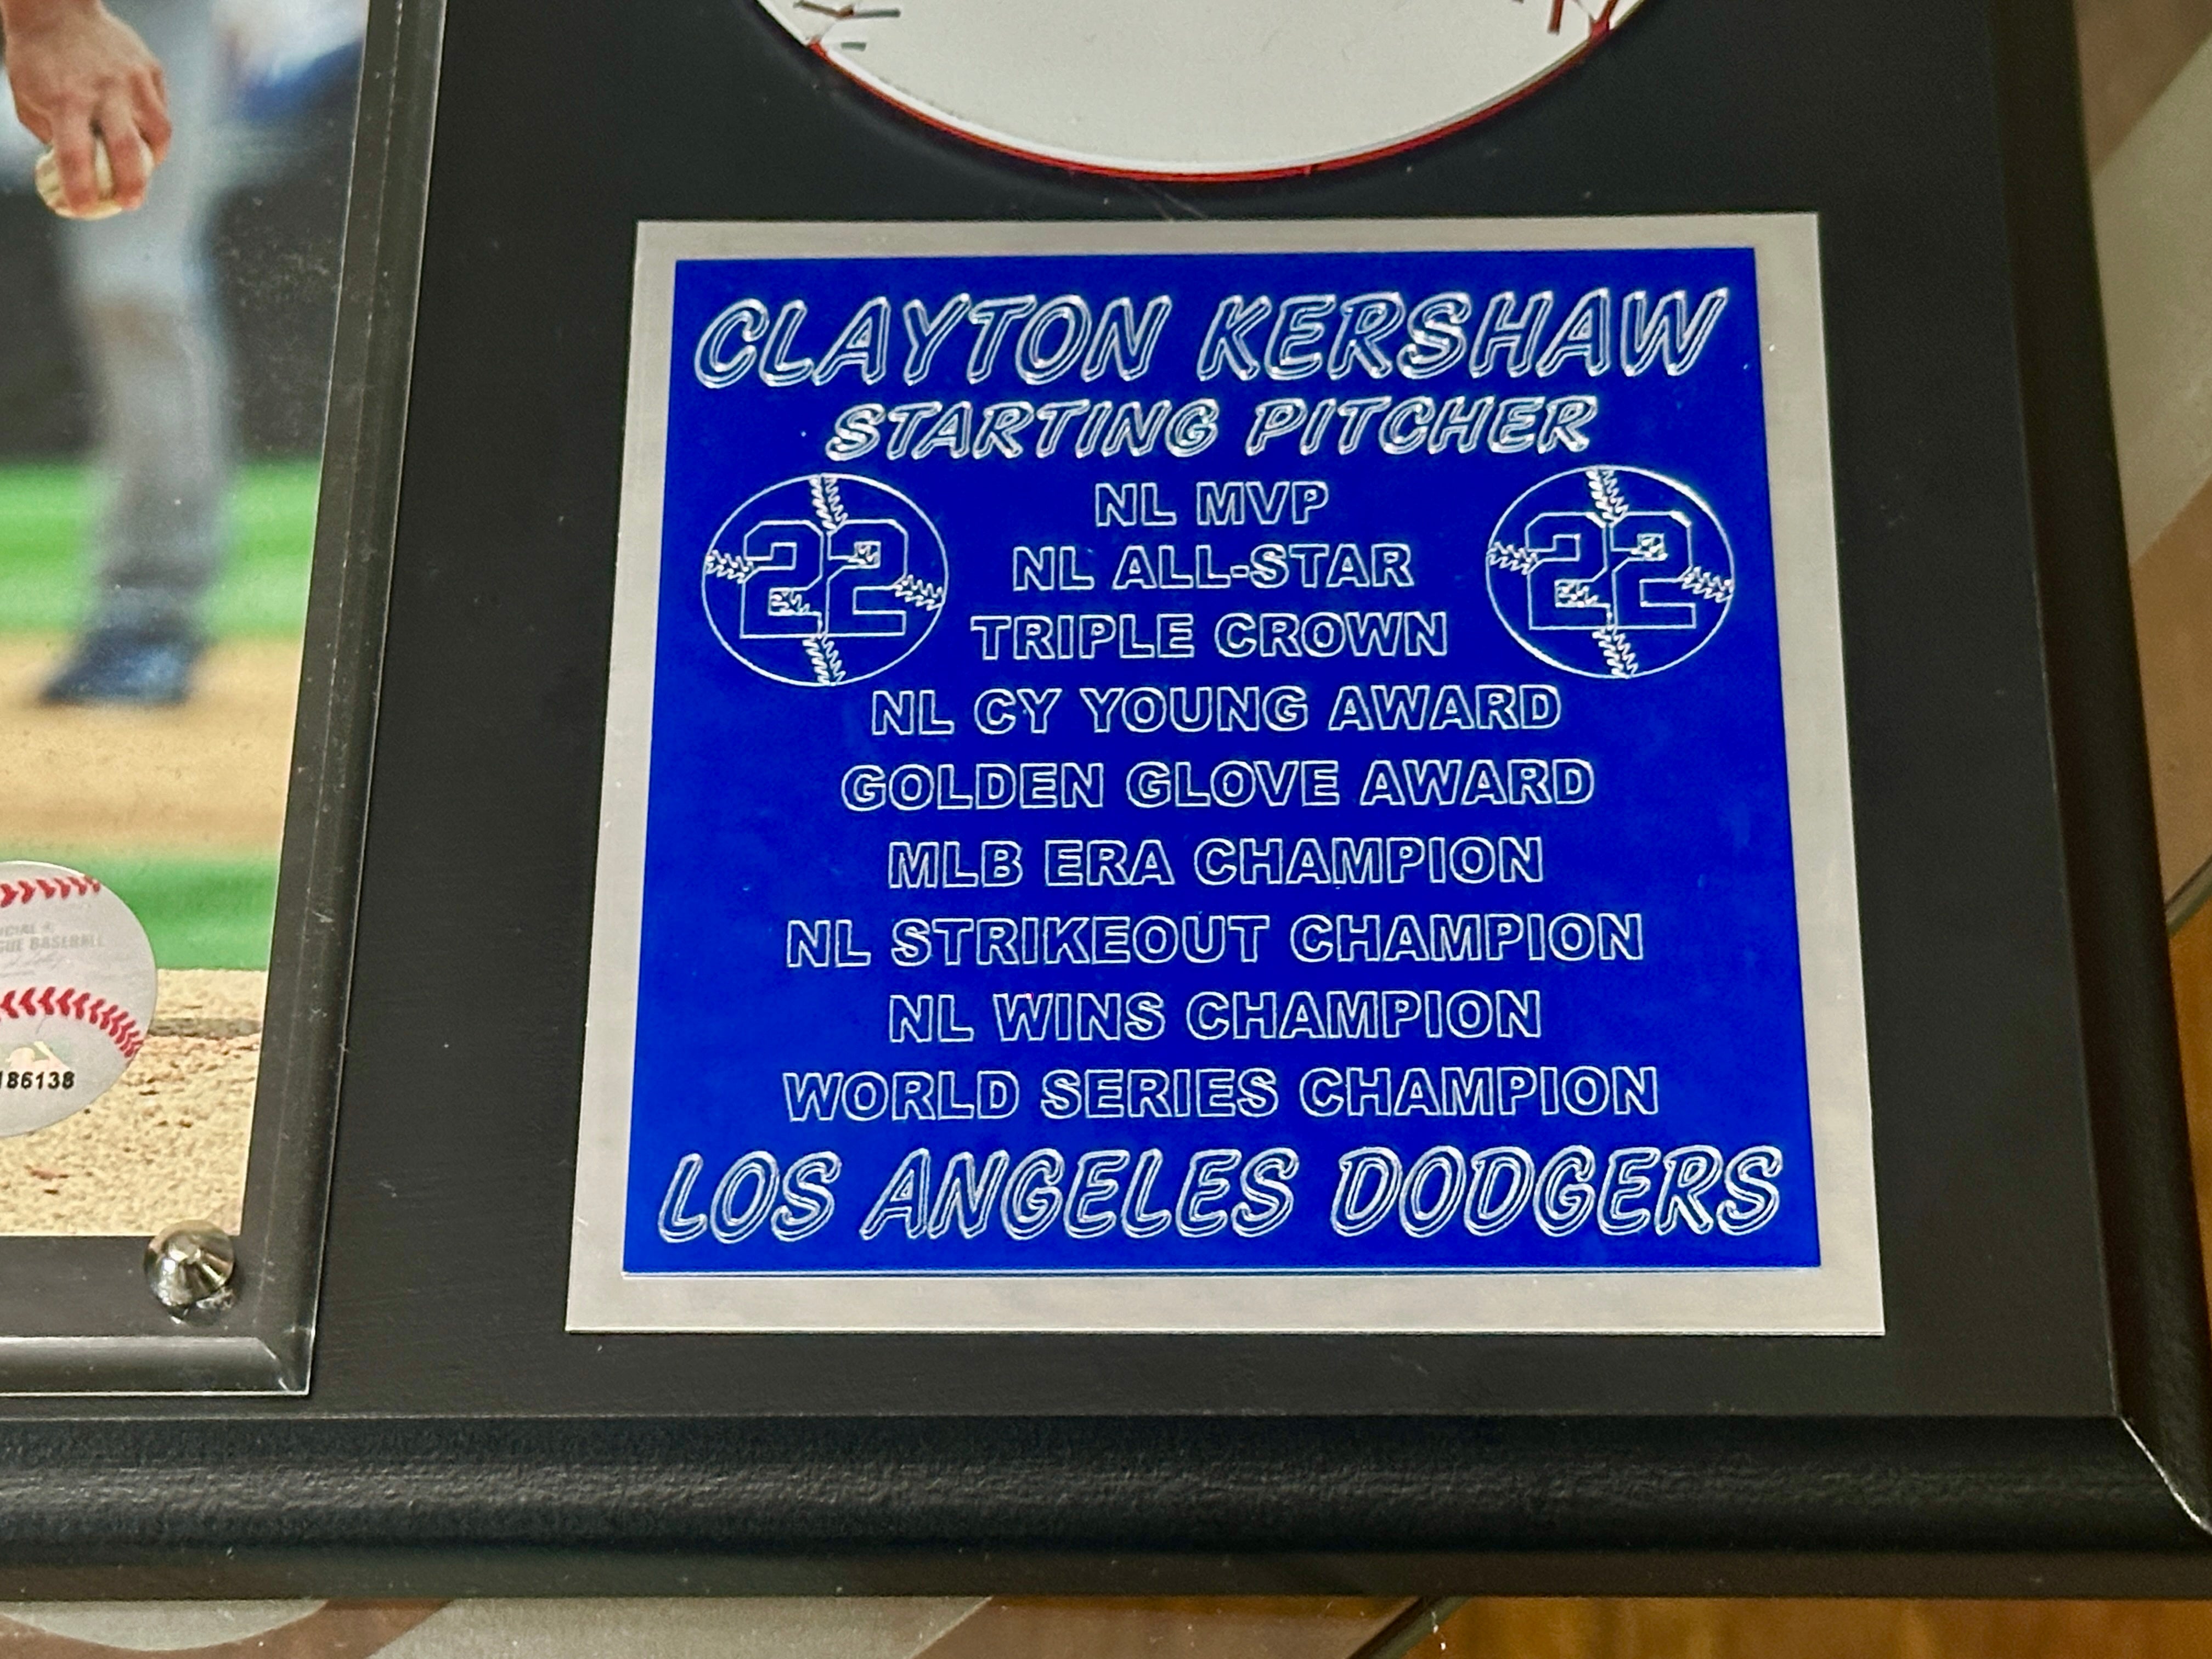 CLAYTON KERSHAW
STARTING PITCHER
NL MVP
22
22
NL ALL-STAR
TRIPLE CROWN
NL CY YOUNG AWARD
GOLDEN GLOVE AWARD
MLB ERA CHAMPION
NL STRIKEOUT CHAMPION
NL WINS CHAMPION
WORLD SERIES CHAMPION
LOS ANGELES DODGERS
BASEBALL
186138